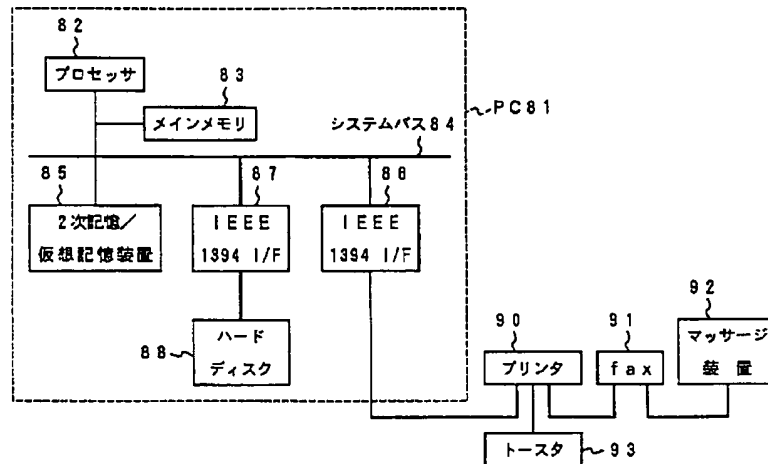 82
プロセッサ
83
メインメモリ
システムバス84
PC81
85
2次記憶/
仮想記憶装置
87
IEEE
1394 I/F
86
IEEE
1394 I/F
88
ハード
ディスク
90
プリンタ
91
fax
92
マッサージ
装置
トースタ
93